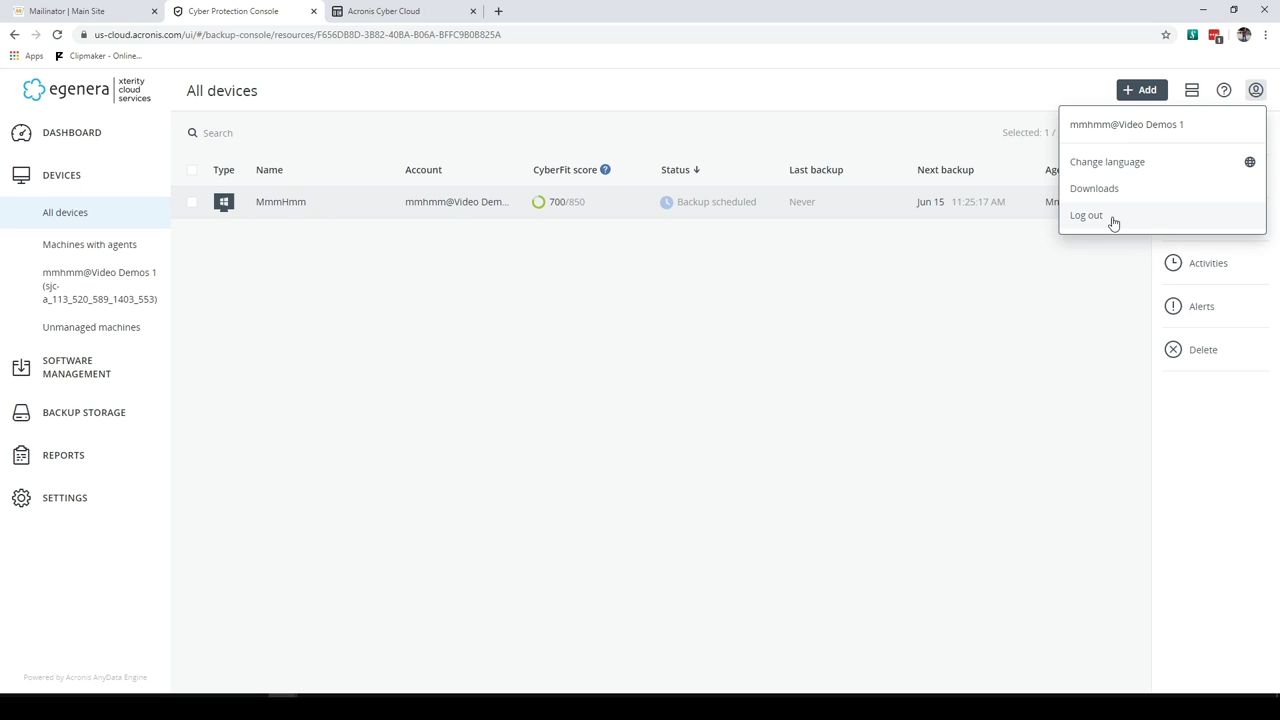 Mailinator | Main Site
Cyber Protection Console
Acronis Cyber Cloud
us-cloud.acronis.com/ui/#/backup-console/resources/F656DB8D-3B82-40BA-B06A-BFFC9B0B825A
1
Apps
Clipmaker - Online...
egenera
xterity
cloud
services
All devices
Add
DASHBOARD
DEVICES
All devices
Machines with agents
mmhmm@Video Demos 1
(sjc-
a_113_520_589_1403_553)
Unmanaged machines
SOFTWARE
MANAGEMENT
BACKUP STORAGE
REPORTS
SETTINGS
Powered by Acronis AnyData Engine
Search
Selected: 1 /
Type Name Account CyberFit score ? Status Last backup Next backup Age
MmmHmm mmhmm@Video Dem... 700/850 Backup scheduled Never Jun 15 11:25:17 AM Mm
mmhmm@Video Demos 1
Change language
Downloads
Log out
Activities
Alerts
Delete